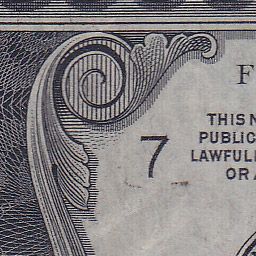 F
THIS N
PUBLIC
LAWFUL
OR A
7